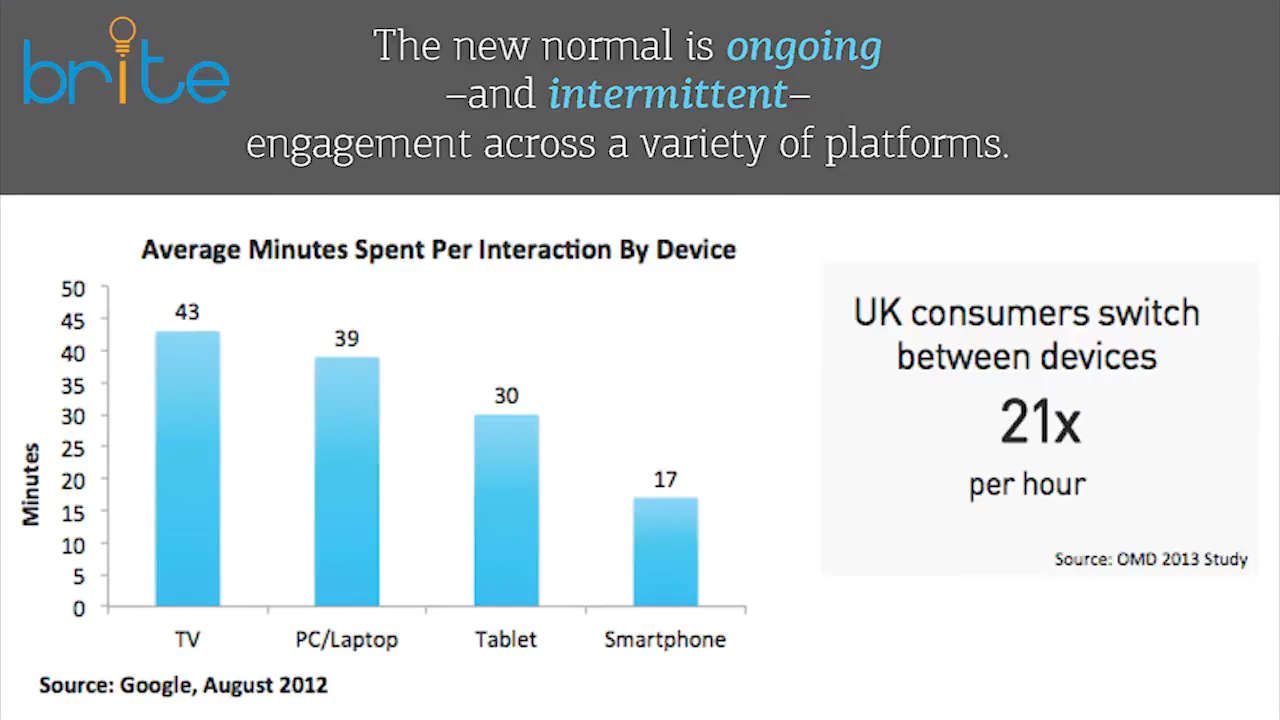 brite
The new normal is ongoing
–and intermittent–
engagement across a variety of platforms.
Average Minutes Spent Per Interaction By Device
50
45
40
35
30
25
20
15
10
5
0
Minutes
43
39
30
17
TV
PC/Laptop
Tablet
Smartphone
Source: Google, August 2012
UK consumers switch
between devices
21x
per hour
Source: OMD 2013 Study